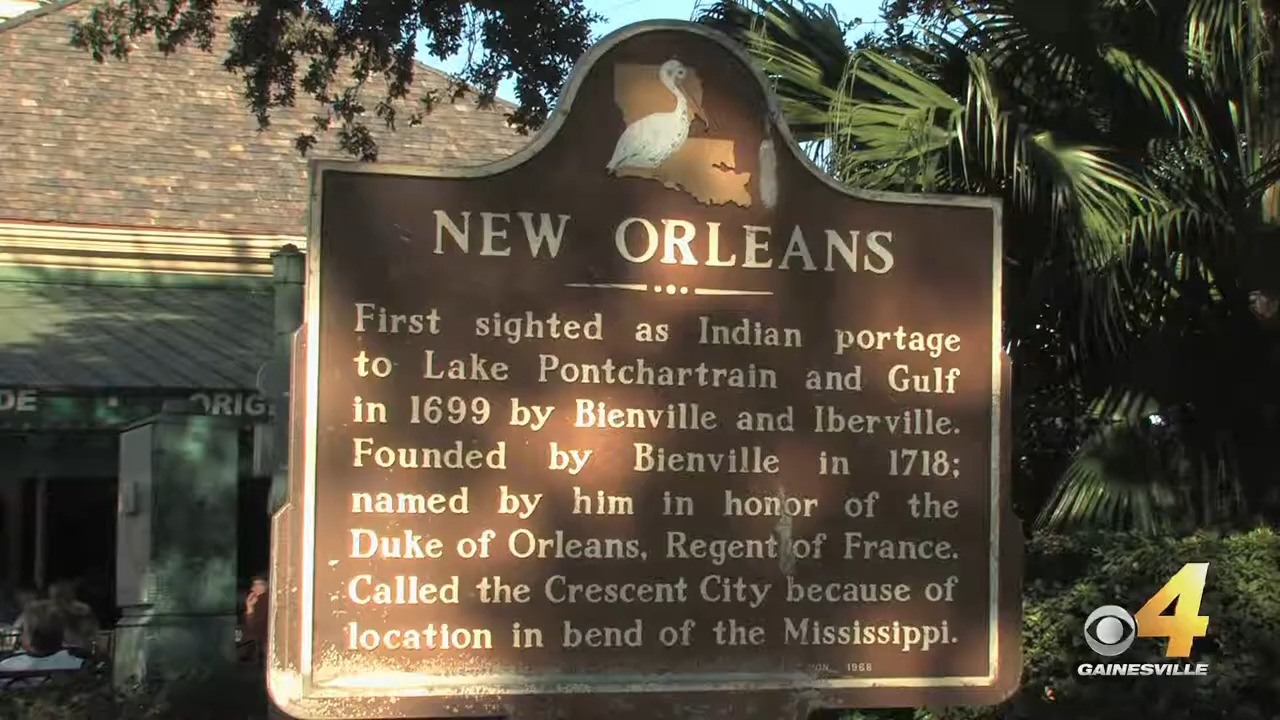 NEW ORLEANS
First sighted as Indian portage
to Lake Pontchartrain and Gulf
in 1699 by Bienville and Iberville.
Founded by Bienville in 1718;
named by him in honor of the
Duke of Orleans, Regent of France.
Called the Crescent City because of
location in bend of the Mississippi.
1968
DE
ORIG
4
GAINESVILLE